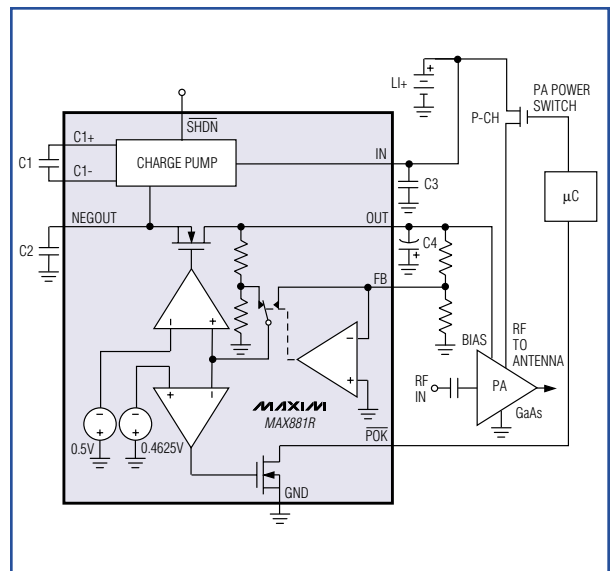 LI+
+
PA POWER
SWITCH
P-CH
SHDN
C1+
C1
C1-
CHARGE PUMP
IN
C3
µC
NEGOUT
OUT
C2
C4
+
FB
BIAS
RF
TO
ANTENNA
RF
IN
PA
GaAs
- +
-
+
+ -
- -
0.5V
0.4625V
MAXIM
MAX881R
POK
GND